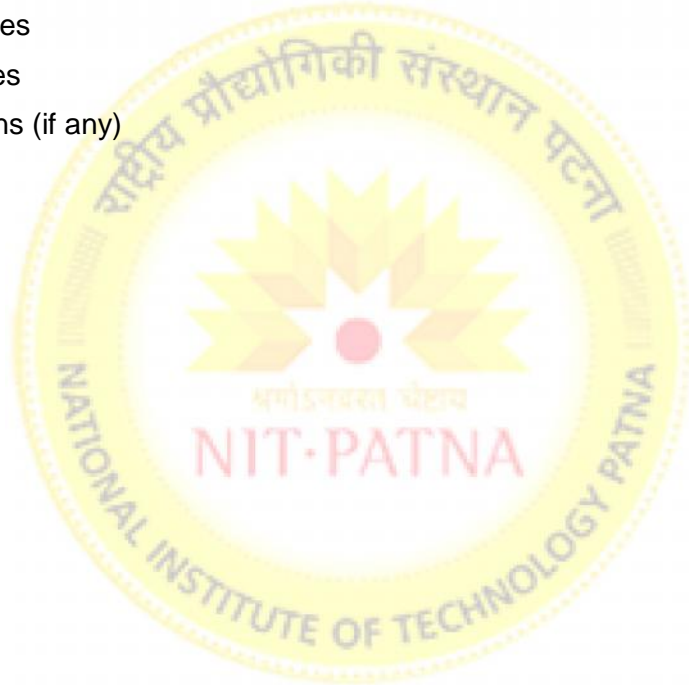 es
es
ns (if any)
राष्ट्रीय प्रौद्योगिकी संस्थान पटना
NIT·PATNA
NATIONAL INSTITUTE OF TECHNOLOGY PATNA